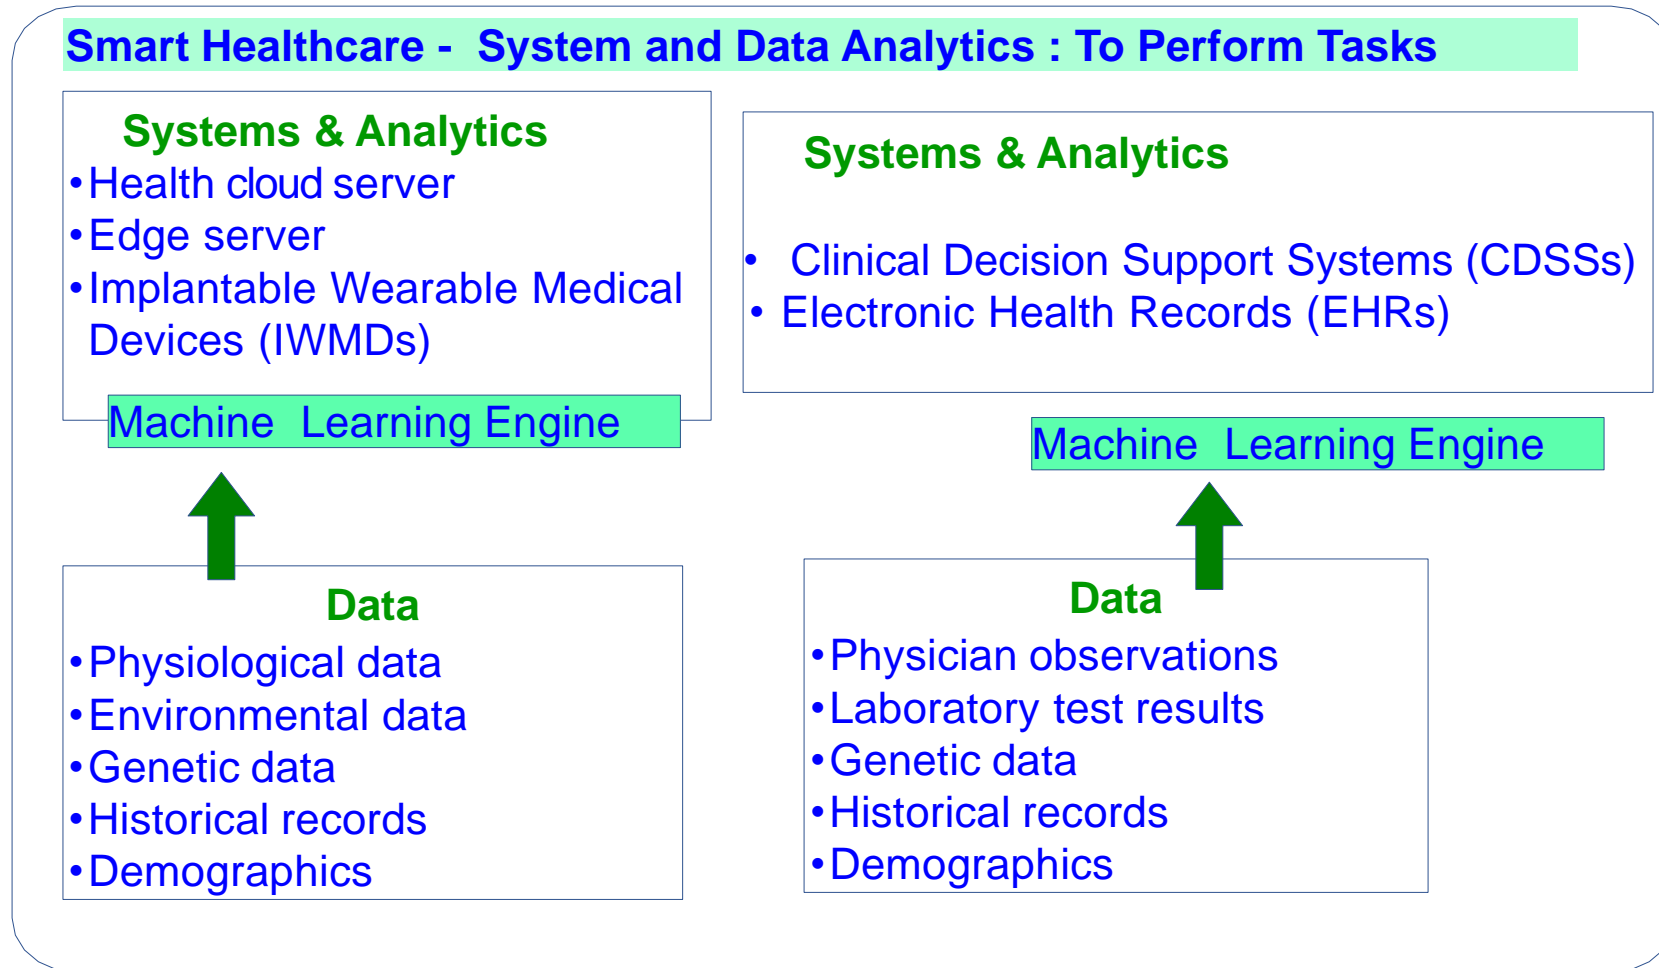 Smart Healthcare - System and Data Analytics : To Perform Tasks
Systems & Analytics
•Health cloud server
•Edge server
•Implantable Wearable Medical
Devices (IWMDs)
Machine Learning Engine
Data
•Physiological data
•Environmental data
•Genetic data
•Historical records
•Demographics
Systems & Analytics
• Clinical Decision Support Systems (CDSSs)
• Electronic Health Records (EHRs)
Machine Learning Engine
Data
•Physician observations
•Laboratory test results
•Genetic data
•Historical records
•Demographics